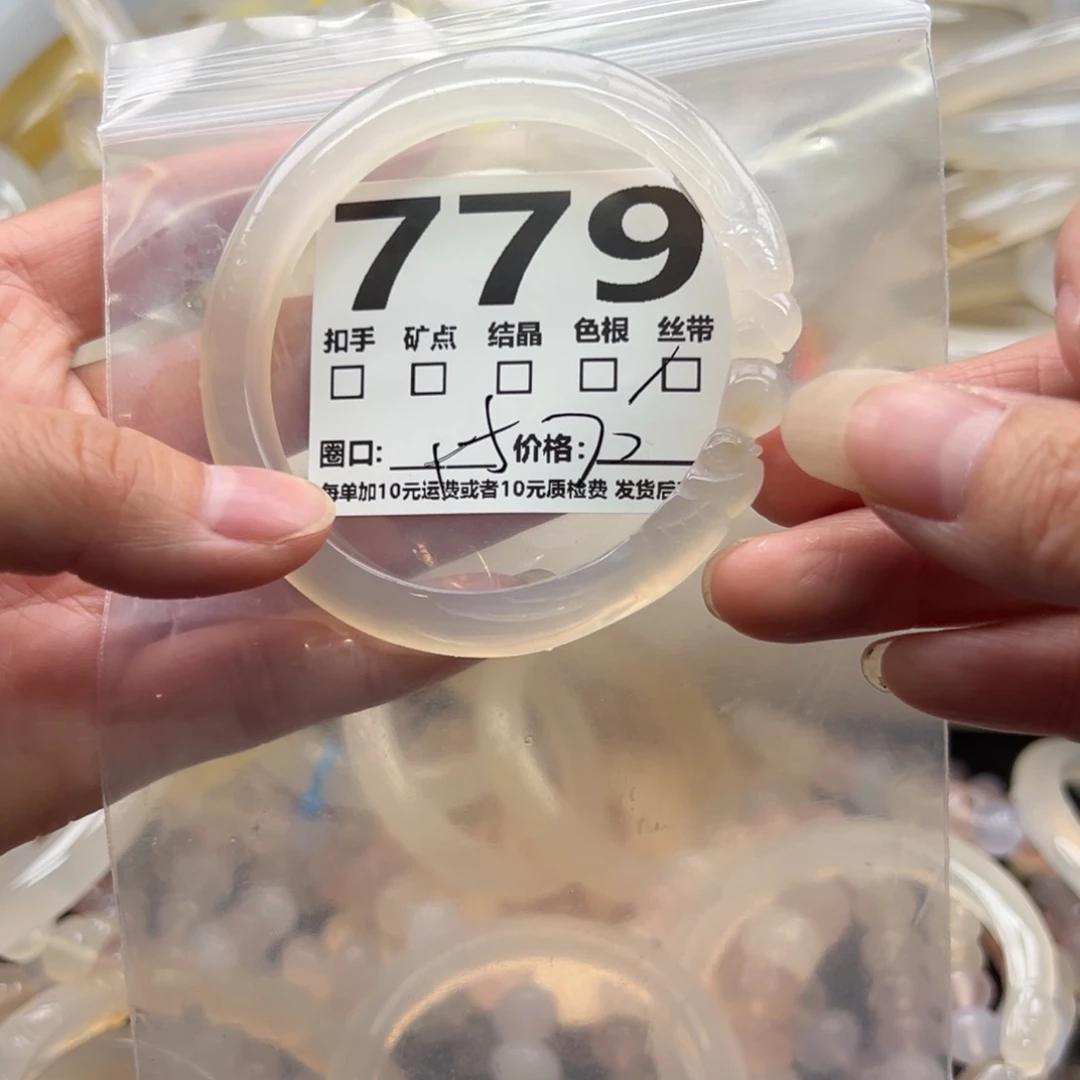 779
扣手 矿点 结晶 色根 丝带
圈口: 价格:
每单加10元运费或者10元质检费 发货后